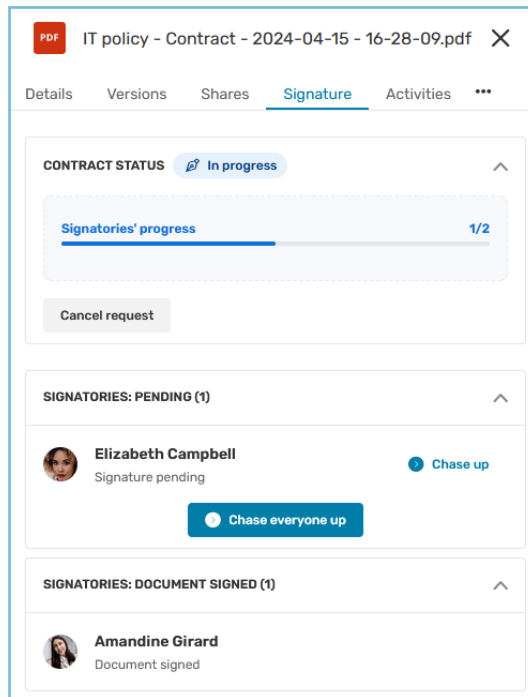 PDF
IT policy - Contract - 2024-04-15 - 16-28-09.pdf
Details Versions Shares Signature Activities •••
CONTRACT STATUS In progress
Signatories' progress 1/2
Cancel request
SIGNATORIES: PENDING (1)
Elizabeth Campbell
Signature pending
Chase up
Chase everyone up
SIGNATORIES: DOCUMENT SIGNED (1)
Amandine Girard
Document signed